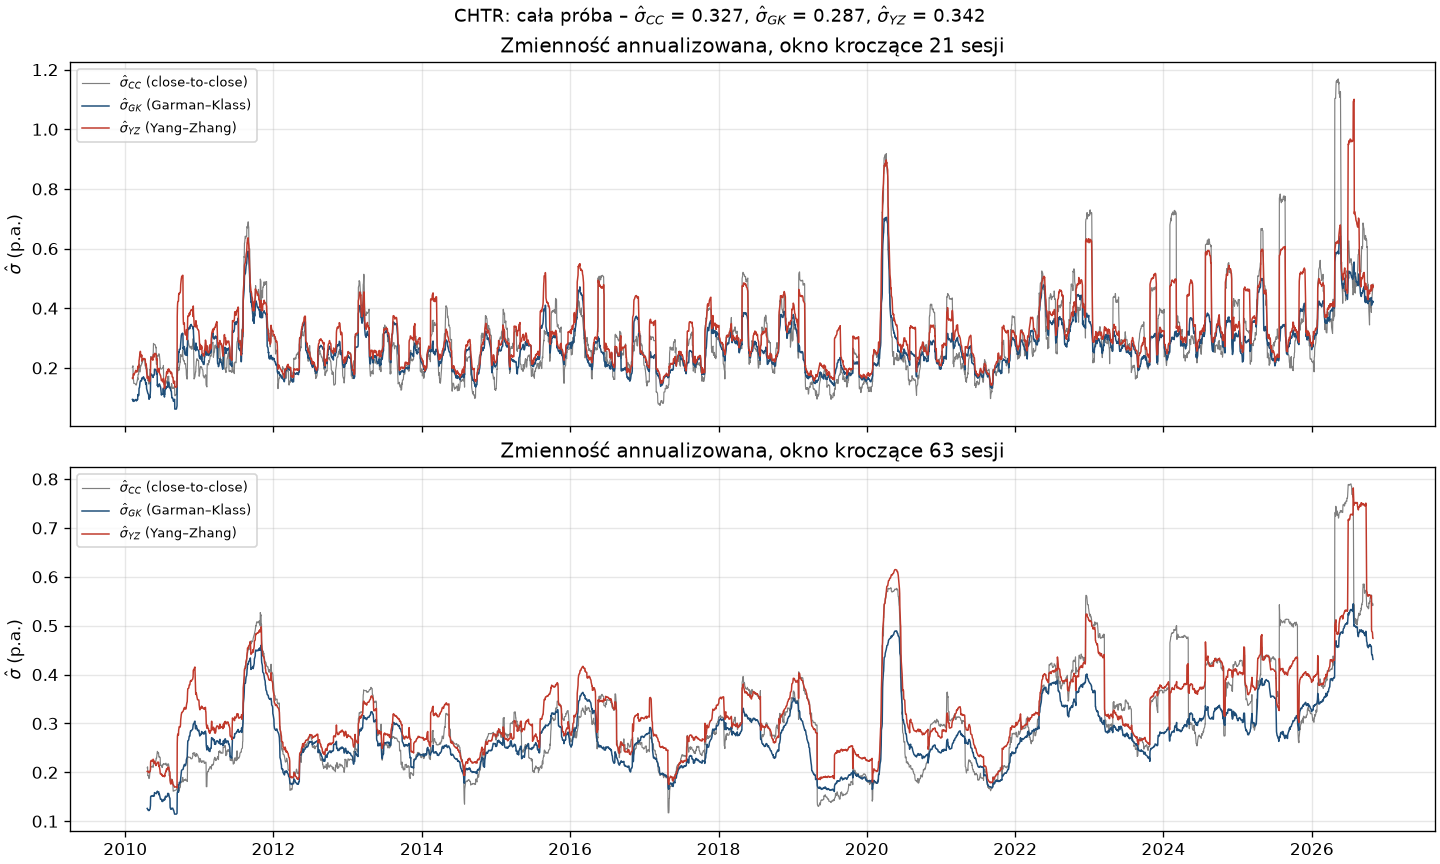 CHTR: cała próba – σ̂CC = 0.327, σ̂GK = 0.287, σ̂YZ = 0.342
Zmienność annualizowana, okno kroczące 21 sesji
σ̂CC (close-to-close)
σ̂GK (Garman–Klass)
σ̂YZ (Yang–Zhang)
σ̂ (p.a.)
1.2
1.0
0.8
0.6
0.4
0.2
Zmienność annualizowana, okno kroczące 63 sesji
σ̂CC (close-to-close)
σ̂GK (Garman–Klass)
σ̂YZ (Yang–Zhang)
σ̂ (p.a.)
0.8
0.7
0.6
0.5
0.4
0.3
0.2
0.1
2010 2012 2014 2016 2018 2020 2022 2024 2026